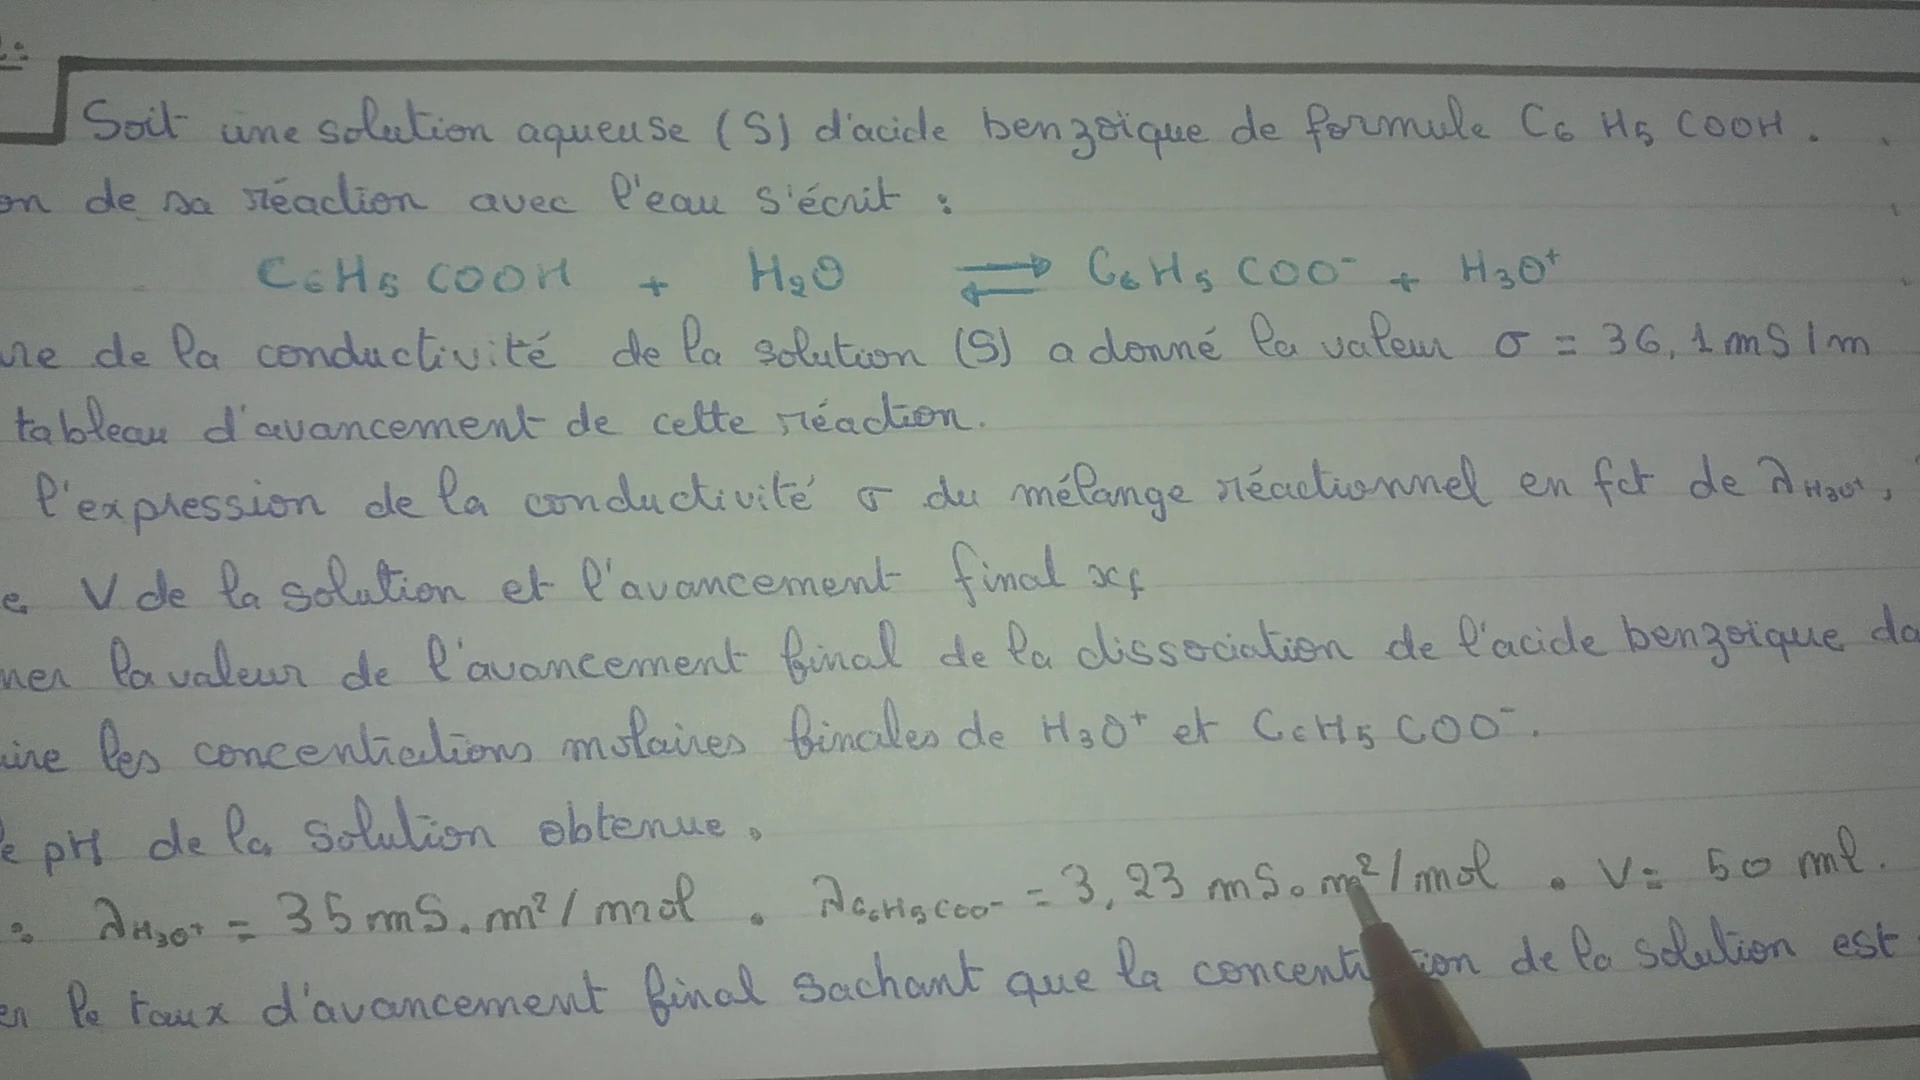 Soit une solution aqueuse (S) d'acide benzoïque de formule C6 H5 COOH.
on de sa réaction avec l'eau s'écrit :
C6H5 COOH + H2O ⇌ C6H5 COO- + H3O+
re de la conductivité de la solution (S) a donné la valeur σ = 36,1 mS/m
tableau d'avancement de cette réaction.
l'expression de la conductivité σ du mélange réactionnel en fct de λH3O+,
e V de la solution et l'avancement final xf
ner la valeur de l'avancement final de la dissociation de l'acide benzoïque da
ire les concentrations molaires finales de H3O+ et C6H5 COO-.
e pH de la solution obtenue.
: λH3O+ = 35 mS.m²/mol . λC6H5COO- = 3,23 mS.m²/mol . V= 50 ml.
er le taux d'avancement final sachant que la concentration de la solution est